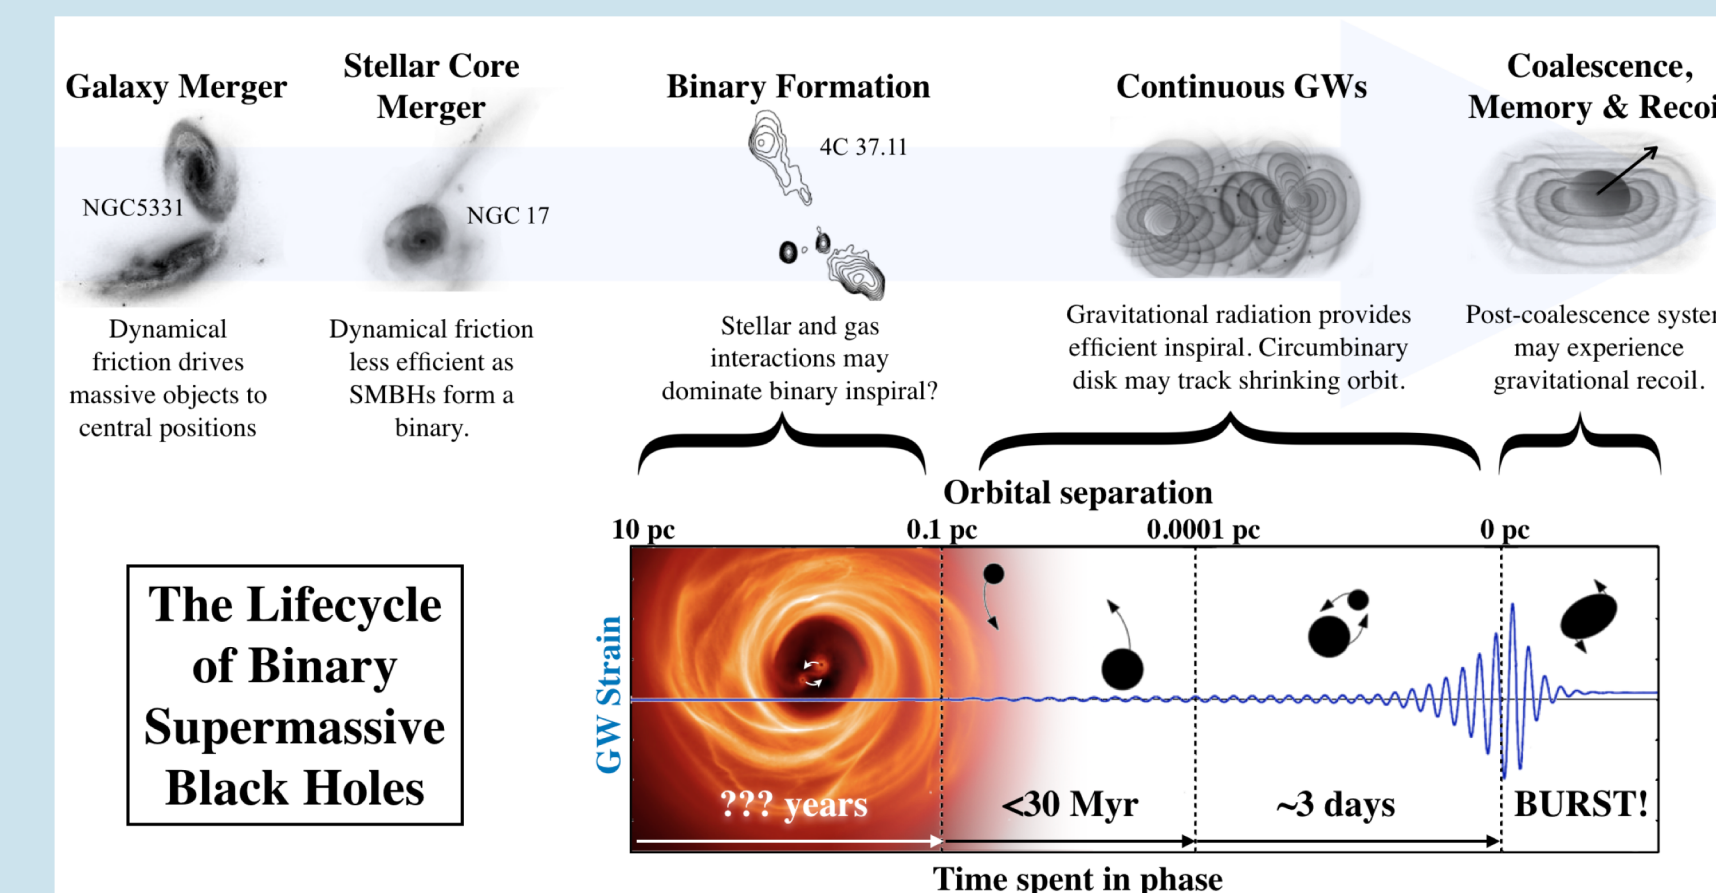 Galaxy Merger
Stellar Core
Merger
Binary Formation
Continuous GWs
Coalescence,
Memory & Recoi
NGC5331
NGC 17
4C 37.11
Dynamical
friction drives
massive objects to
central positions
Dynamical friction
less efficient as
SMBHs form a
binary.
Stellar and gas
interactions may
dominate binary inspiral?
Gravitational radiation provides
efficient inspiral. Circumbinary
disk may track shrinking orbit.
Post-coalescence system
may experience
gravitational recoil.
Orbital separation
10 pc
0.1 pc
0.0001 pc
0 pc
The Lifecycle
of Binary
Supermassive
Black Holes
GW Strain
??? years
<30 Myr
~3 days
BURST!
Time spent in phase